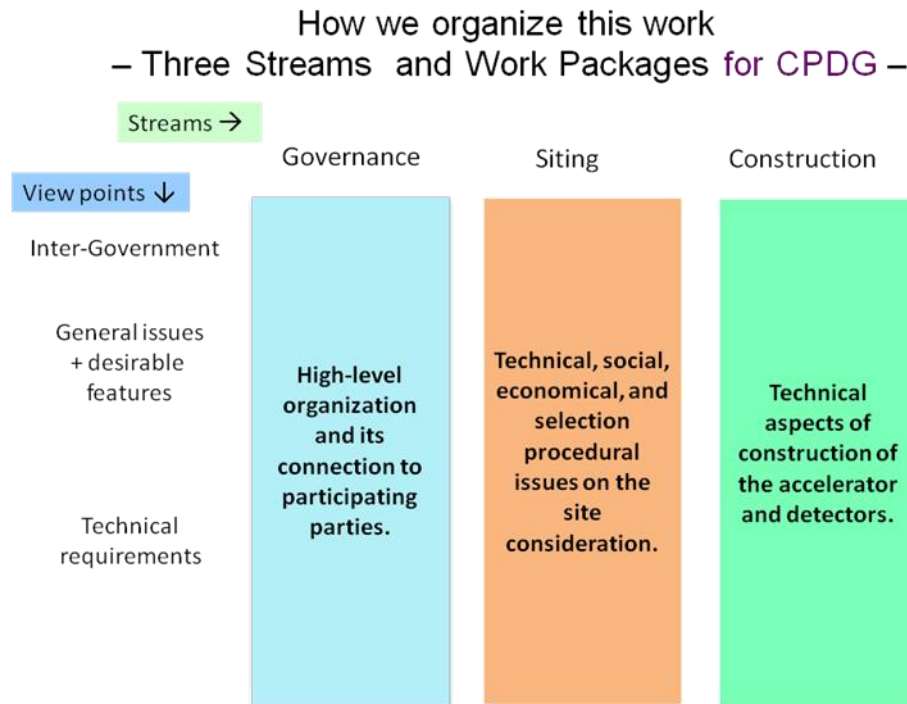 How we organize this work
– Three Streams and Work Packages for CPDG –
Streams →
Governance
Siting
Construction
View points ↓
Inter-Government
General issues
+ desirable
features
Technical
requirements
High-level
organization
and its
connection to
participating
parties.
Technical, social,
economical, and
selection
procedural
issues on the
site
consideration.
Technical
aspects of
construction of
the accelerator
and detectors.